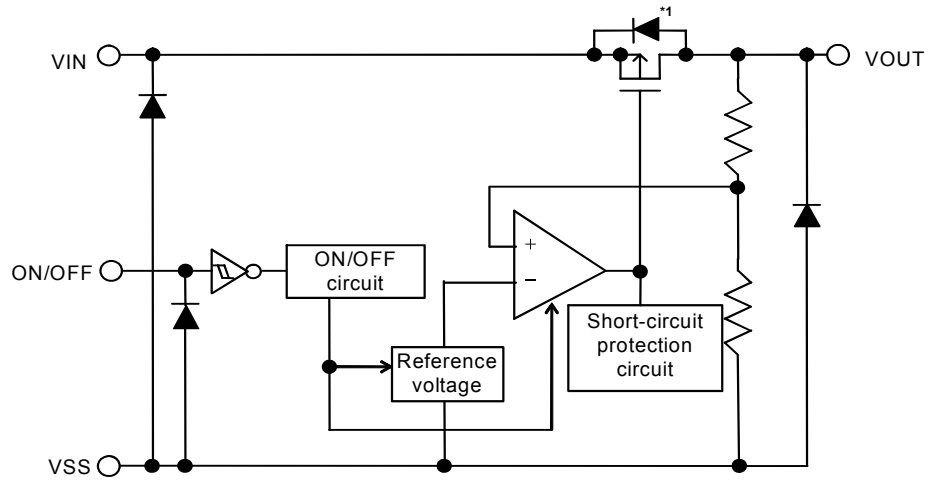 *1
VIN
VOUT
+
−
ON/OFF
ON/OFF
circuit
Short-circuit
protection
circuit
Reference
voltage
VSS